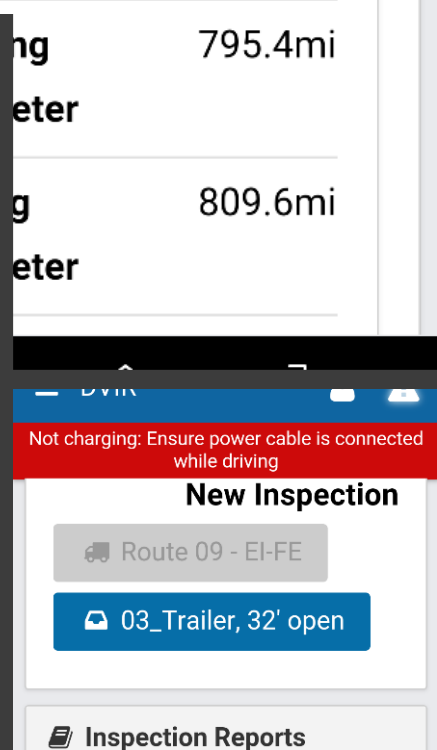 ng 795.4mi
eter
g 809.6mi
eter
DVIR
Not charging: Ensure power cable is connected
while driving
New Inspection
Route 09 - EI-FE
03_Trailer, 32' open
Inspection Reports